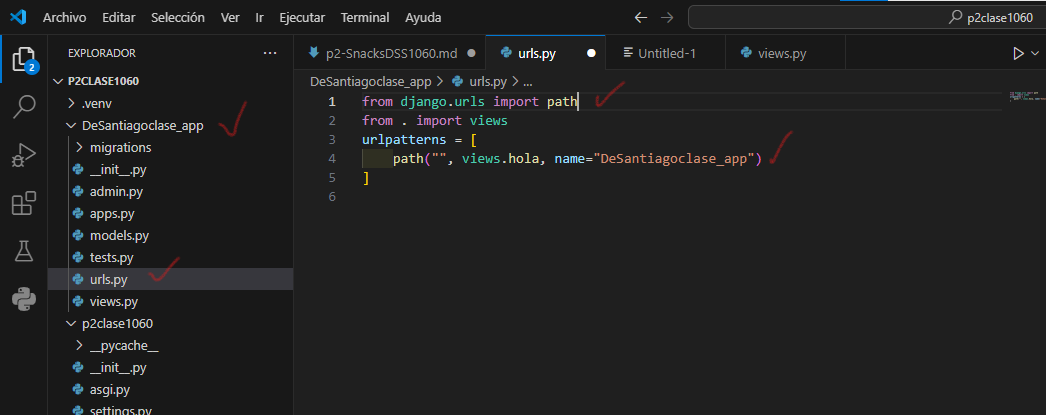 Archivo Editar Selección Ver Ir Ejecutar Terminal Ayuda
p2clase1060
EXPLORADOR ...
p2-SnacksDSS1060.md urls.py Untitled-1 views.py
2
P2CLASE1060
DeSantiagoclase_app > urls.py > ...
.venv
DeSantiagoclase_app
migrations
__init__.py
admin.py
apps.py
models.py
tests.py
urls.py
views.py
p2clase1060
__pycache__
__init__.py
asgi.py
settings.py
1 from django.urls import path
2 from . import views
3 urlpatterns = [
4 path("", views.hola, name="DeSantiagoclase_app")
5 ]
6